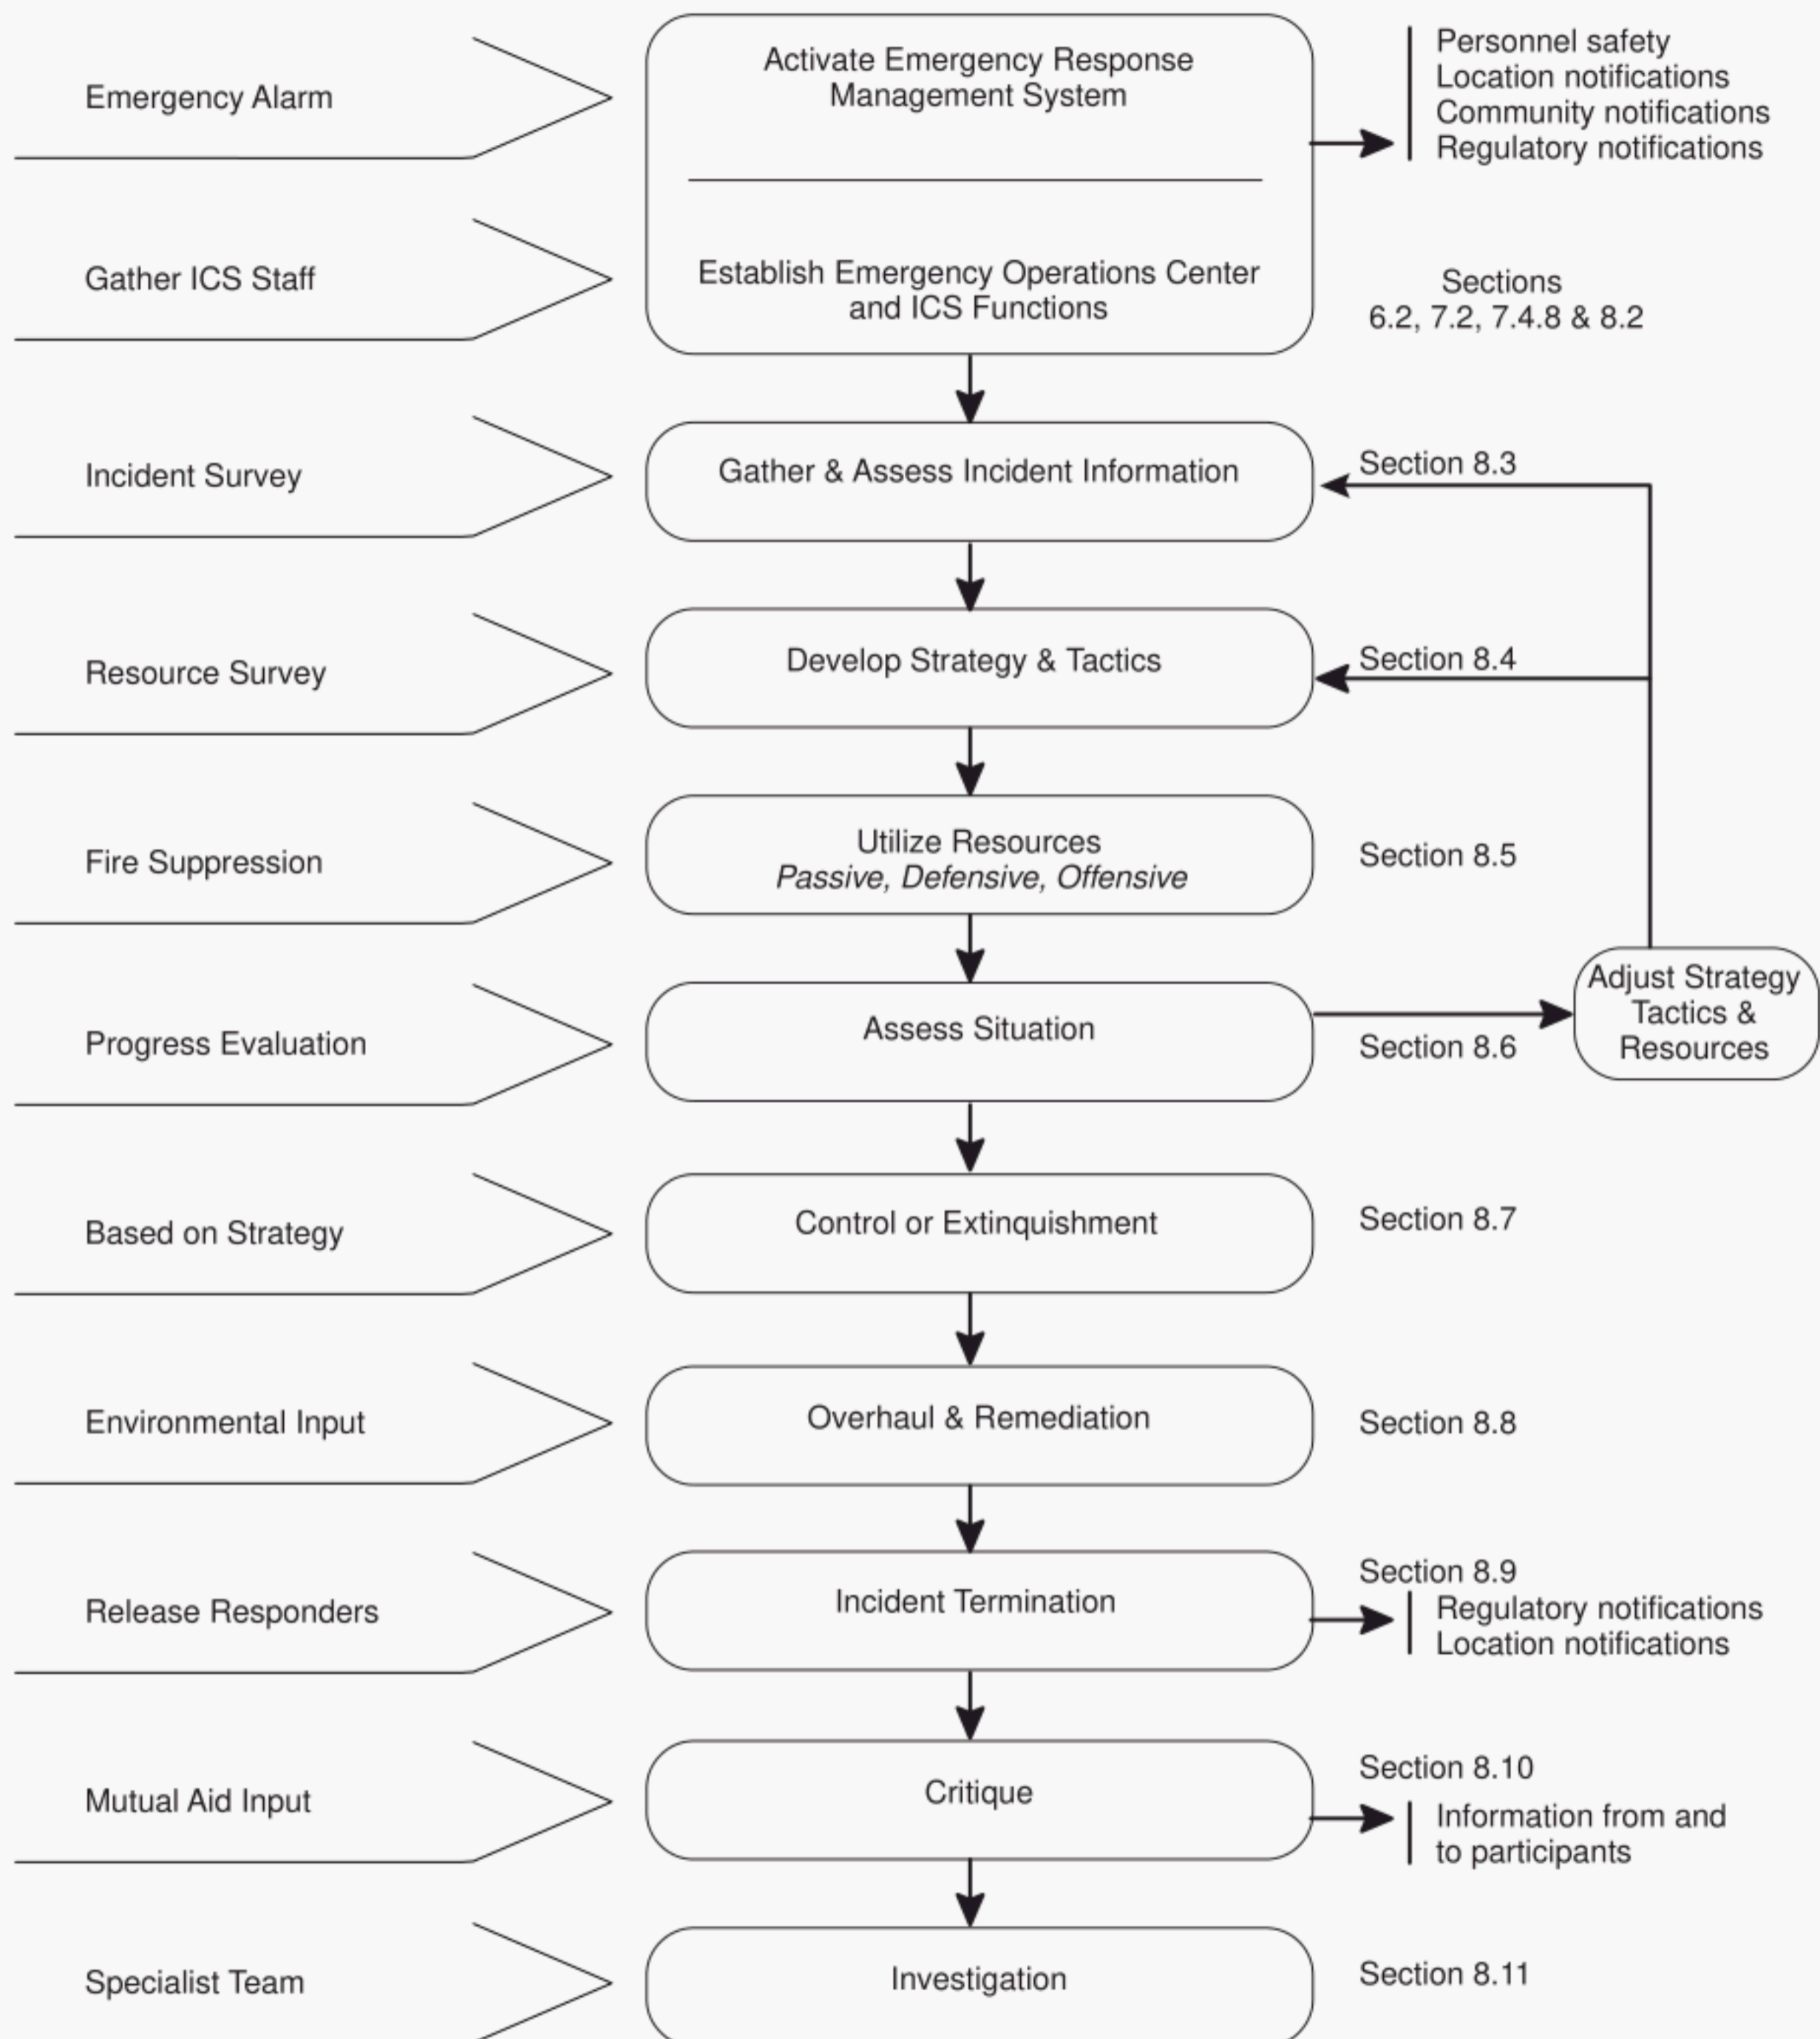 Emergency Alarm
Activate Emergency Response
Management System
Personnel safety
Location notifications
Community notifications
Regulatory notifications
Gather ICS Staff
Establish Emergency Operations Center
and ICS Functions
Sections
6.2, 7.2, 7.4.8 & 8.2
Incident Survey
Gather & Assess Incident Information
Section 8.3
Resource Survey
Develop Strategy & Tactics
Section 8.4
Fire Suppression
Utilize Resources
Passive, Defensive, Offensive
Section 8.5
Progress Evaluation
Assess Situation
Section 8.6
Adjust Strategy
Tactics &
Resources
Based on Strategy
Control or Extinquishment
Section 8.7
Environmental Input
Overhaul & Remediation
Section 8.8
Release Responders
Incident Termination
Section 8.9
Regulatory notifications
Location notifications
Mutual Aid Input
Critique
Section 8.10
Information from and
to participants
Specialist Team
Investigation
Section 8.11